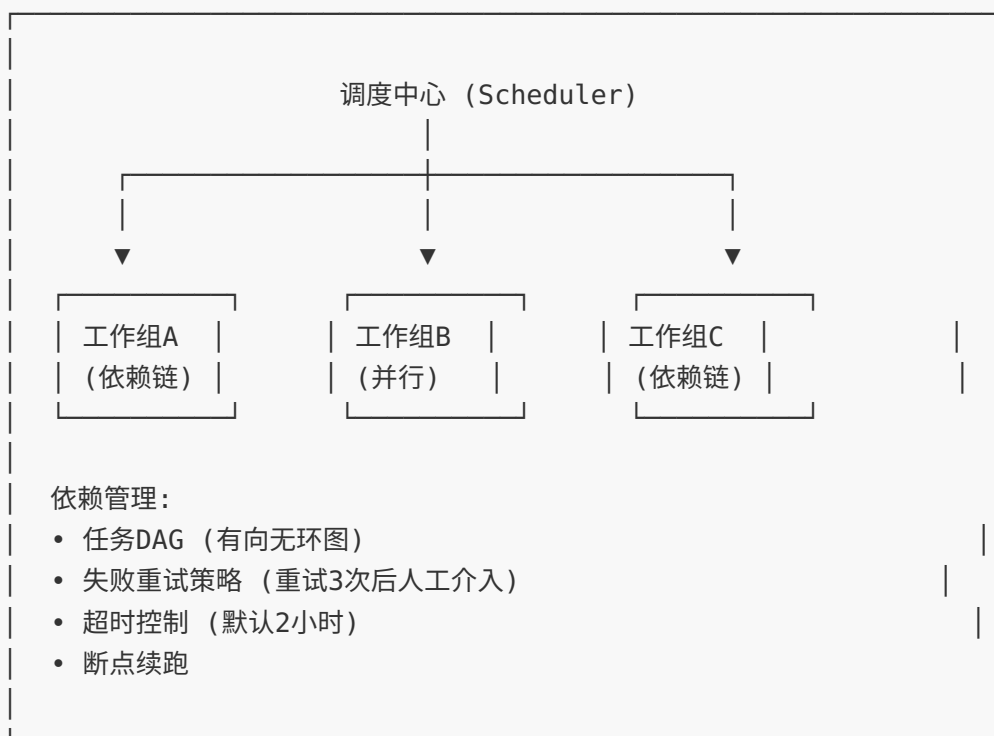 调度中心 (Scheduler)
工作组A 工作组B 工作组C
(依赖链) (并行) (依赖链)
依赖管理:
• 任务DAG (有向无环图)
• 失败重试策略 (重试3次后人工介入)
• 超时控制 (默认2小时)
• 断点续跑